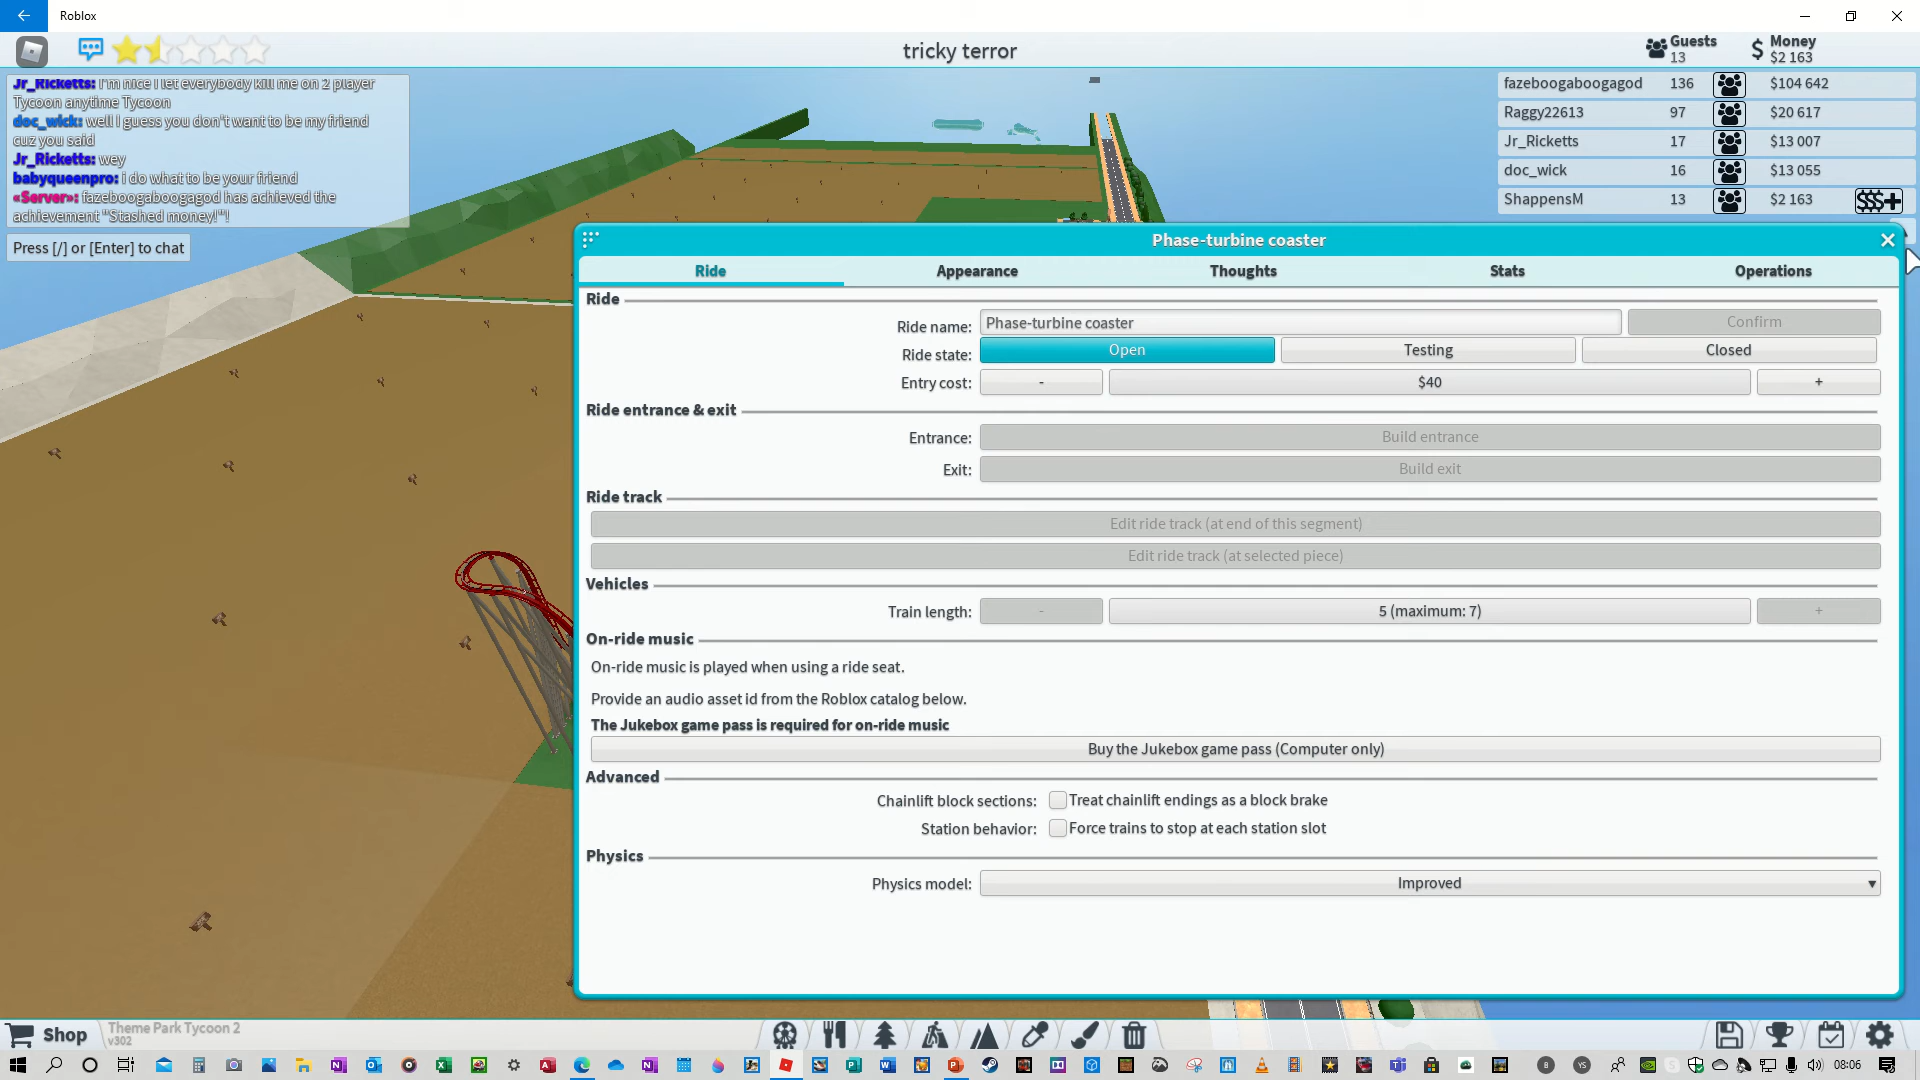 Roblox
tricky terror
Guests
13
Money
$2 163
Jr_Ricketts: I'm nice I let everybody kill me on 2 player
Tycoon anytime Tycoon
doc_wick: well I guess you don't want to be my friend
cuz you said
Jr_Ricketts: wey
babyqueenpro: i do what to be your friend
«Server»: fazeboogaboogagod has achieved the
achievement "Stashed money!"!
Press [/] or [Enter] to chat
fazeboogaboogagod 136 $104 642
Raggy22613 97 $20 617
Jr_Ricketts 17 $13 007
doc_wick 16 $13 055
ShappensM 13 $2 163 $$$+
Phase-turbine coaster
Ride Appearance Thoughts Stats Operations
Ride
Ride name: Phase-turbine coaster Confirm
Ride state: Open Testing Closed
Entry cost: - $40 +
Ride entrance & exit
Entrance: Build entrance
Exit: Build exit
Ride track
Edit ride track (at end of this segment)
Edit ride track (at selected piece)
Vehicles
Train length: - 5 (maximum: 7) +
On-ride music
On-ride music is played when using a ride seat.
Provide an audio asset id from the Roblox catalog below.
The Jukebox game pass is required for on-ride music
Buy the Jukebox game pass (Computer only)
Advanced
Chainlift block sections: Treat chainlift endings as a block brake
Station behavior: Force trains to stop at each station slot
Physics
Physics model: Improved
Shop
Theme Park Tycoon 2
v302
08:06